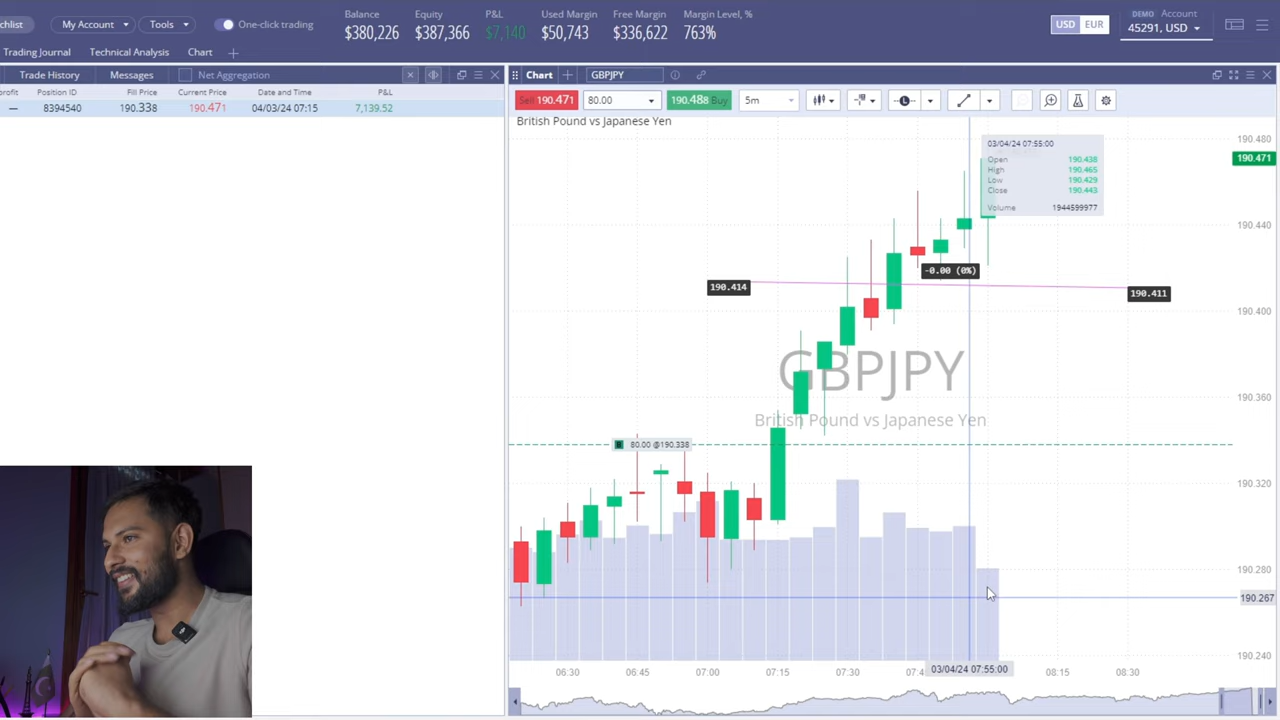 chlist My Account Tools One-click trading
Balance Equity P&L Used Margin Free Margin Margin Level, %
$380,226 $387,366 $7,140 $50,743 $336,622 763%
USD EUR
DEMO Account
45291, USD
Trading Journal Technical Analysis Chart +
Trade History Messages Net Aggregation
rofit Position ID Fill Price Current Price Date and Time P&L
— 8394540 190.338 190.471 04/03/24 07:15 7,139.52
Chart + GBPJPY
Sell 190.471 80.00 190.488 Buy 5m
British Pound vs Japanese Yen
03/04/24 07:55:00
Open 190.438
High 190.465
Low 190.429
Close 190.443
Volume 1944599977
190.480
190.471
190.440
-0.00 (0%)
190.414
190.411
190.400
GBPJPY
British Pound vs Japanese Yen
190.360
80.00 @190.338
190.320
190.280
190.267
190.240
06:30 06:45 07:00 07:15 07:30 07:4 03/04/24 07:55:00 08:15 08:30